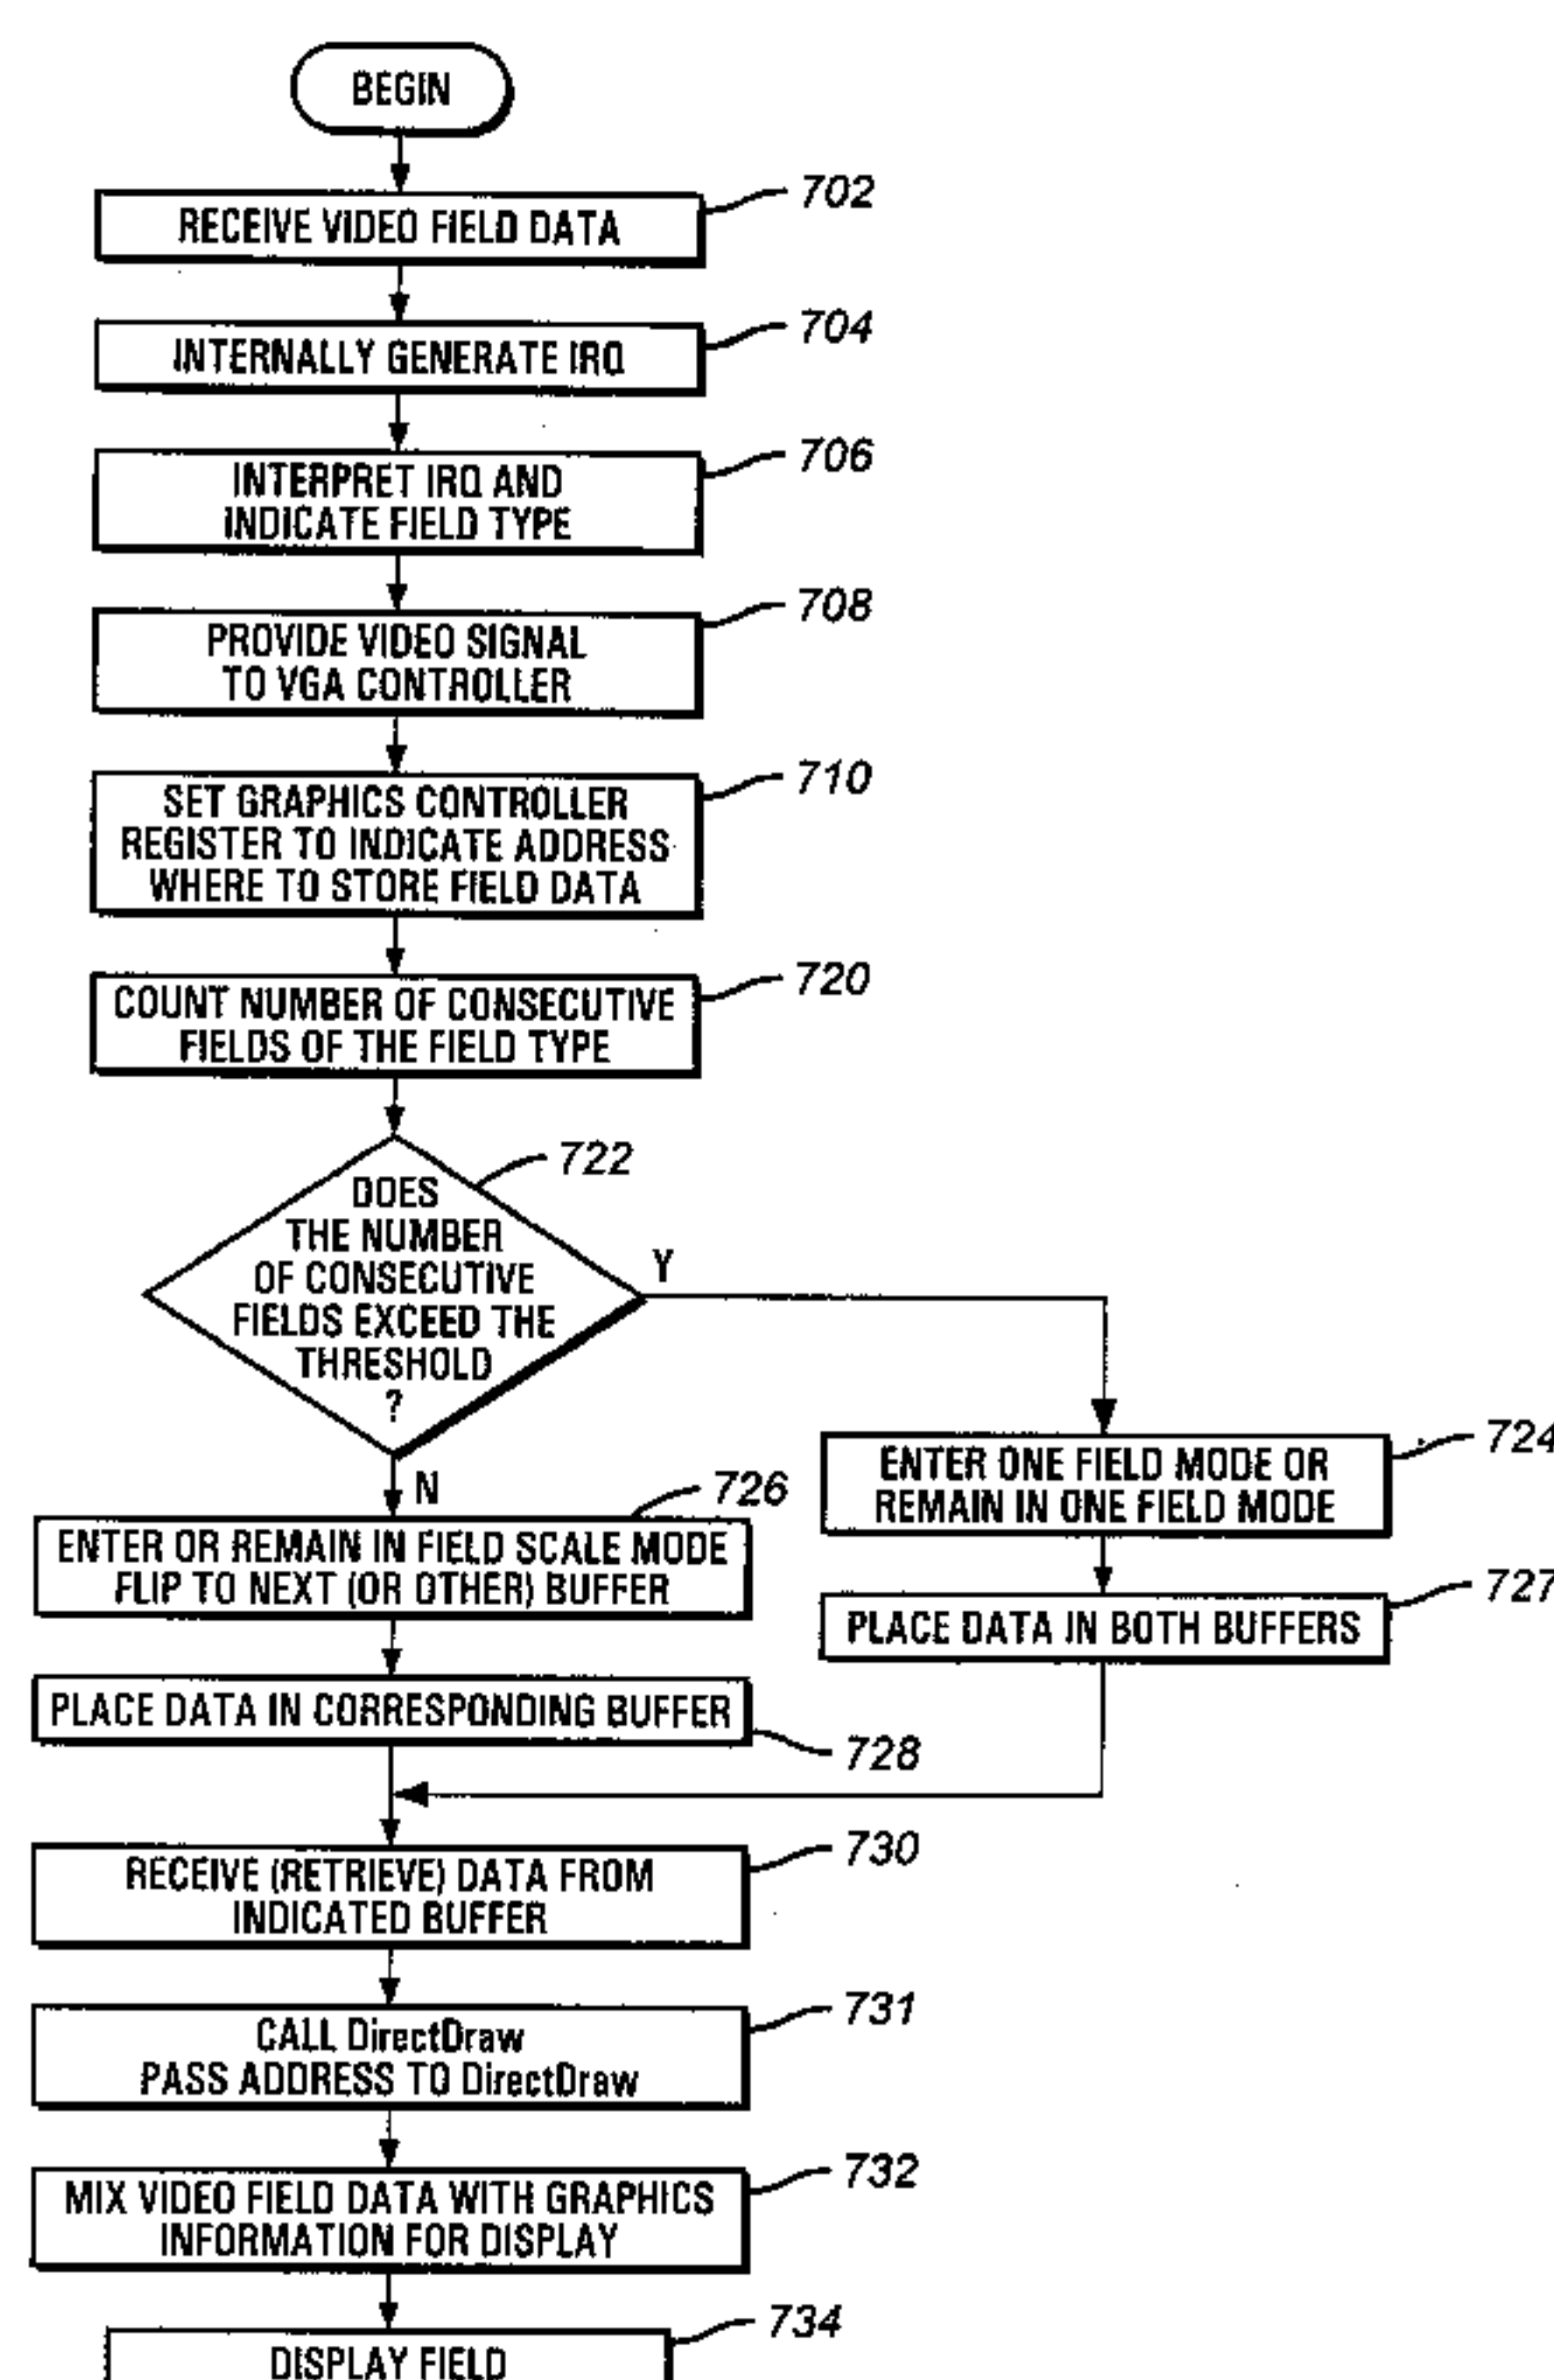 BEGIN
702
RECEIVE VIDEO FIELD DATA
704
INTERNALLY GENERATE IRQ
706
INTERPRET IRQ AND
INDICATE FIELD TYPE
708
PROVIDE VIDEO SIGNAL
TO VGA CONTROLLER
710
SET GRAPHICS CONTROLLER
REGISTER TO INDICATE ADDRESS
WHERE TO STORE FIELD DATA
720
COUNT NUMBER OF CONSECUTIVE
FIELDS OF THE FIELD TYPE
722
DOES
THE NUMBER
OF CONSECUTIVE
FIELDS EXCEED THE
THRESHOLD
?
Y
N
724
ENTER ONE FIELD MODE OR
REMAIN IN ONE FIELD MODE
726
ENTER OR REMAIN IN FIELD SCALE MODE
FLIP TO NEXT (OR OTHER) BUFFER
727
PLACE DATA IN BOTH BUFFERS
PLACE DATA IN CORRESPONDING BUFFER
728
730
RECEIVE (RETRIEVE) DATA FROM
INDICATED BUFFER
731
CALL DirectDraw
PASS ADDRESS TO DirectDraw
732
MIX VIDEO FIELD DATA WITH GRAPHICS
INFORMATION FOR DISPLAY
734
DISPLAY FIELD